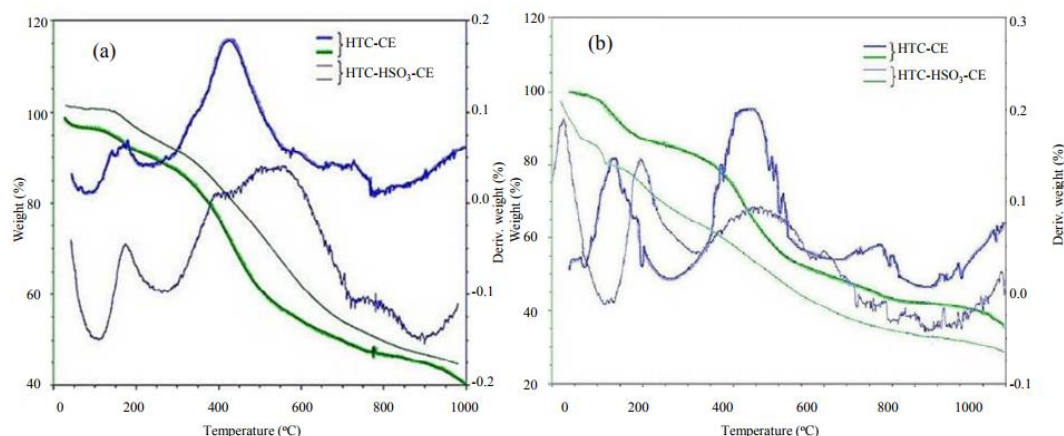 (a)
HTC-CE
HTC-HSO₃-CE
120
100
80
60
40
Weight (%)
0.2
0.1
0.0
-0.1
-0.2
Deriv. weight (%)
0 200 400 600 800 1000
Temperature (°C)
(b)
HTC-CE
HTC-HSO₃-CE
120
100
80
60
40
20
Weight (%)
0.3
0.2
0.1
0.0
-0.1
Deriv. weight (%)
0 200 400 600 800 1000
Temperature (°C)